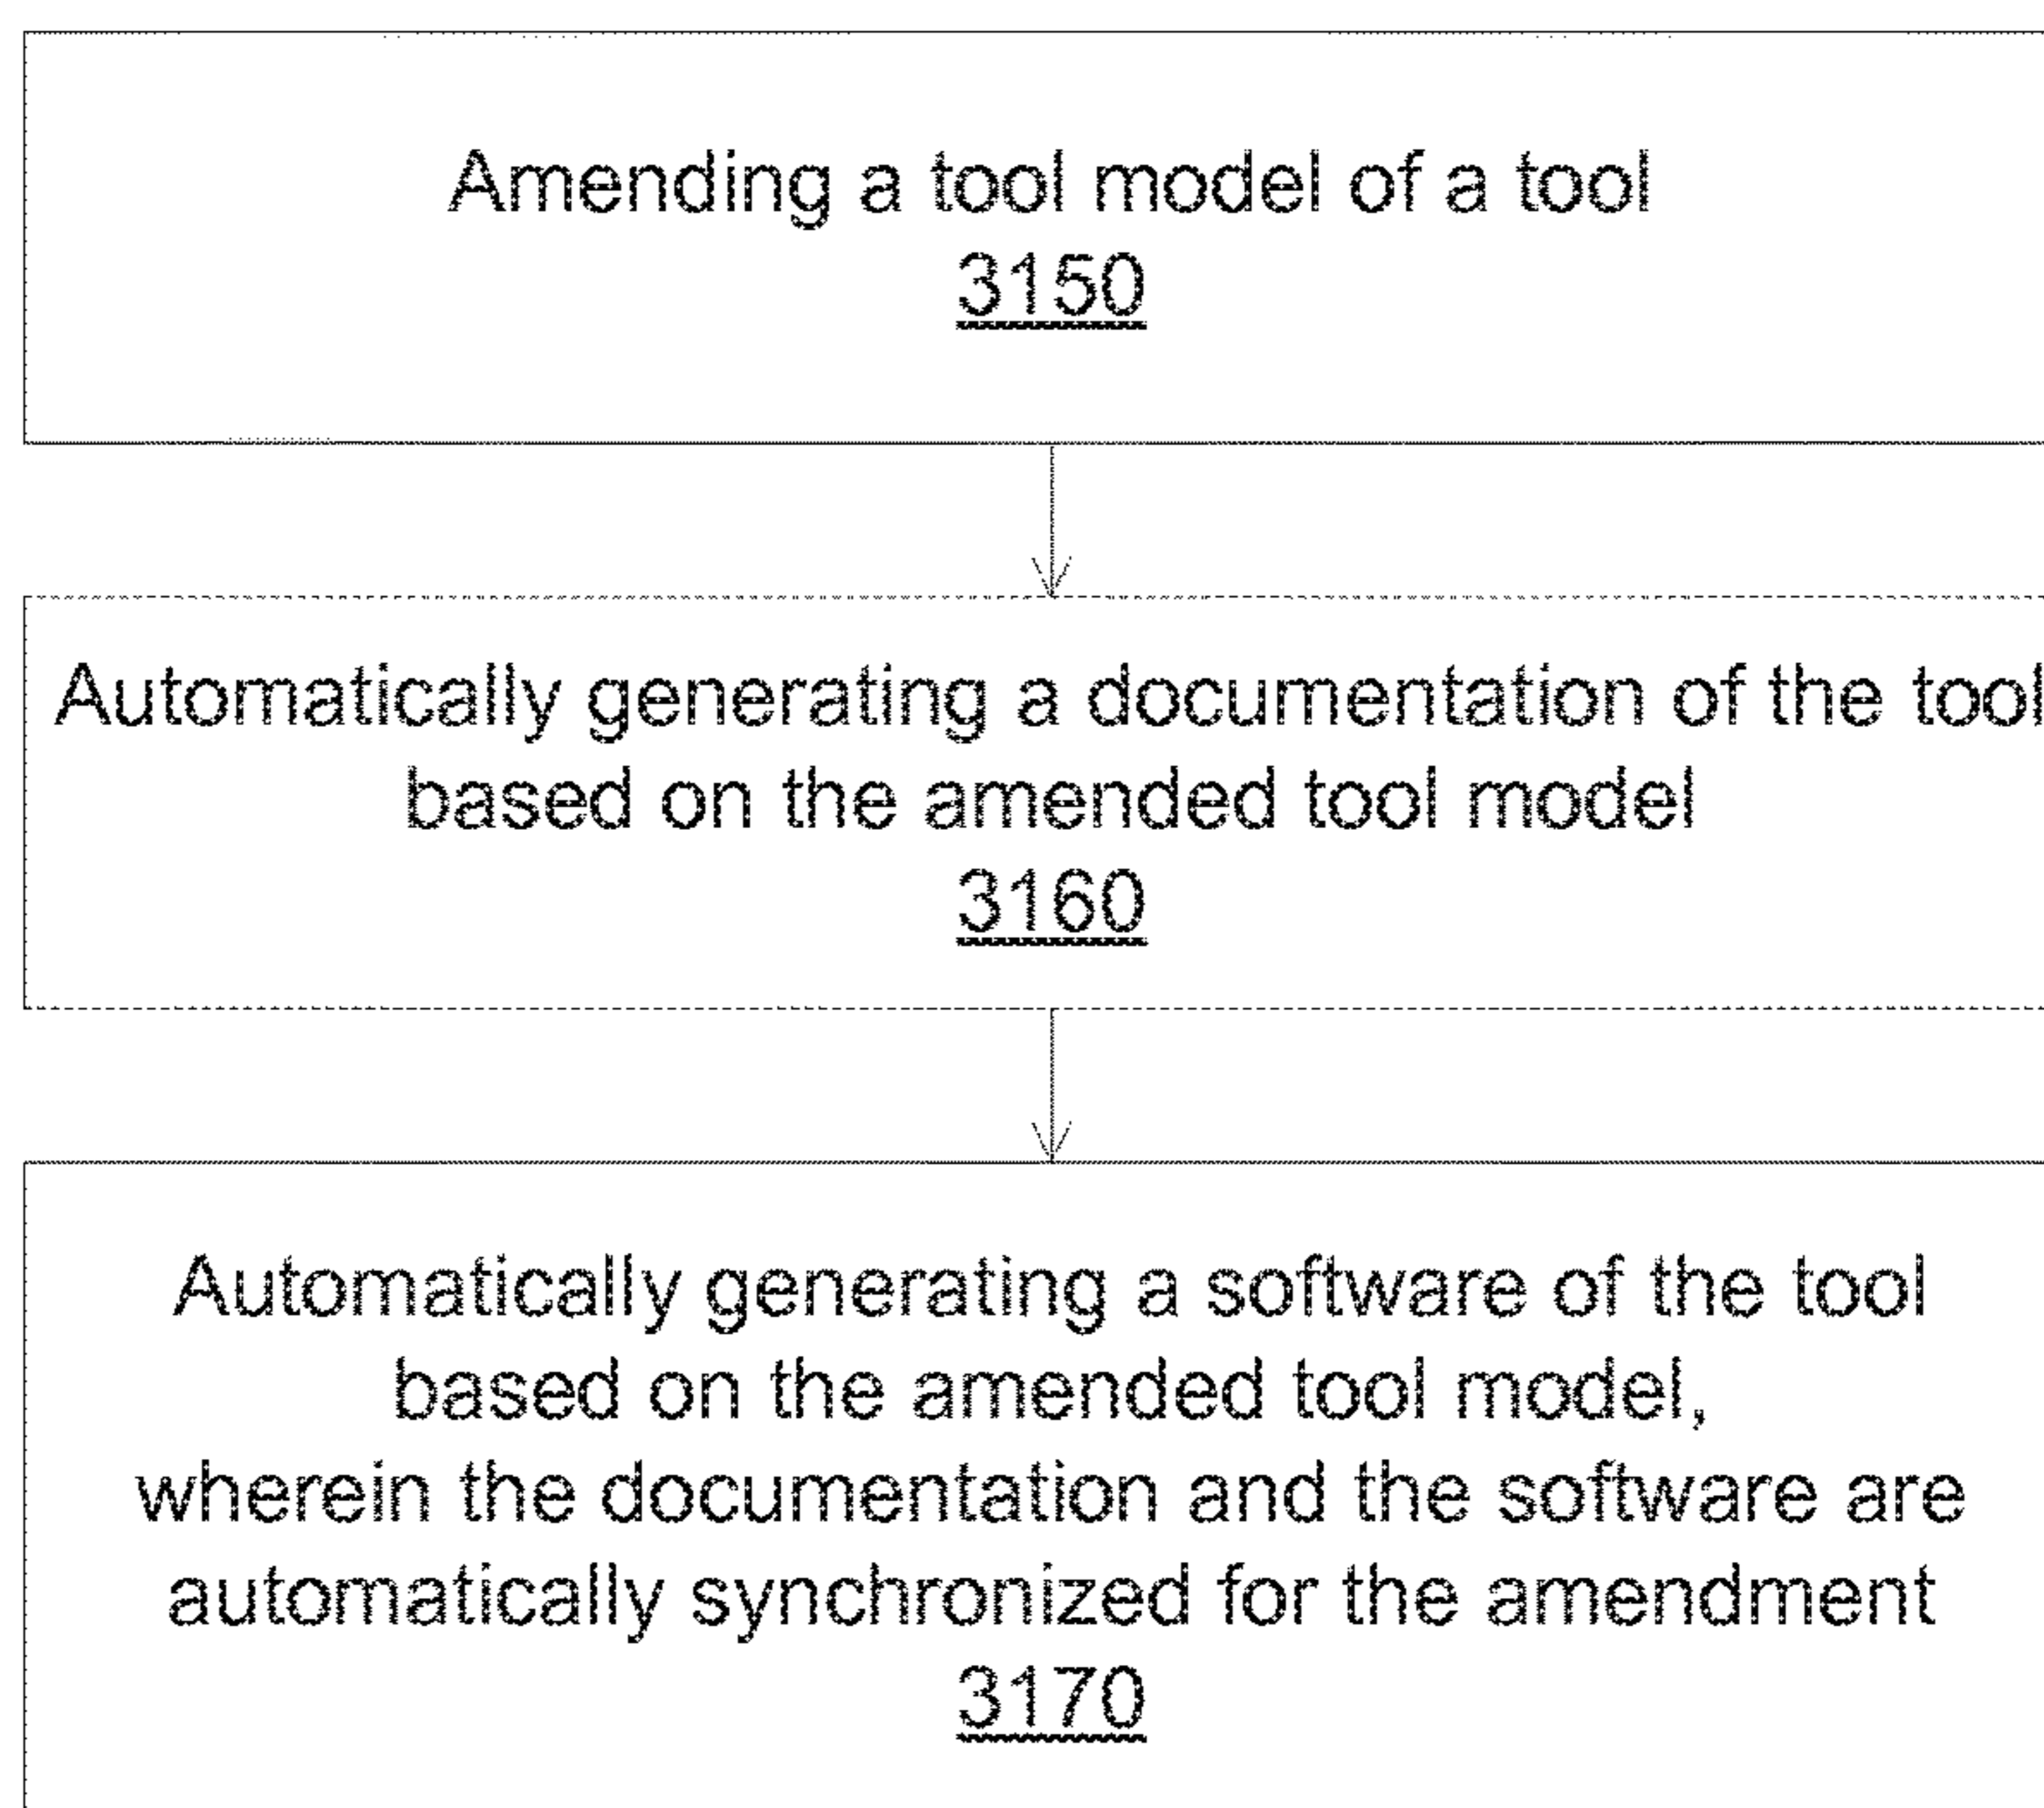 Amending a tool model of a tool
3150
Automatically generating a documentation of the tool
based on the amended tool model
3160
Automatically generating a software of the tool
based on the amended tool model,
wherein the documentation and the software are
automatically synchronized for the amendment
3170